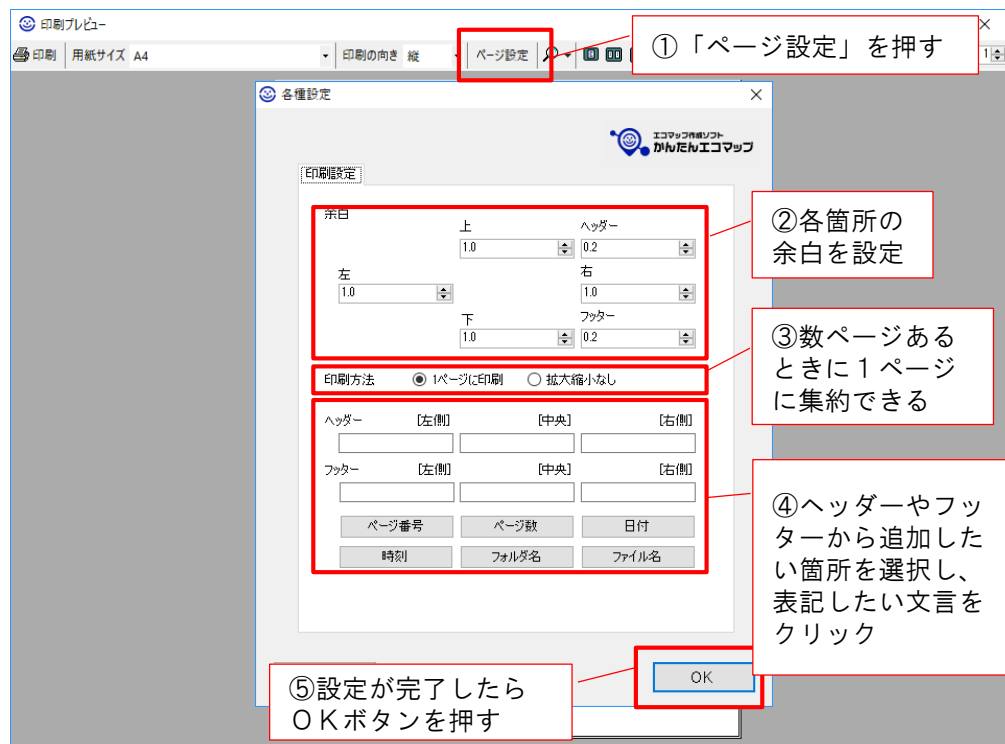 印刷プレビュー
印刷 用紙サイズ A4 印刷の向き 縦 ページ設定 1
①「ページ設定」を押す
各種設定
エコマップ作成ソフト
かんたんエコマップ
印刷設定
余白
上 ヘッダー
1.0 0.2
左 右
1.0 1.0
下 フッター
1.0 0.2
②各箇所の
余白を設定
印刷方法 1ページに印刷 拡大縮小なし
③数ページある
ときに１ページ
に集約できる
ヘッダー [左側] [中央] [右側]
フッター [左側] [中央] [右側]
ページ番号 ページ数 日付
時刻 フォルダ名 ファイル名
④ヘッダーやフッ
ターから追加した
い箇所を選択し、
表記したい文言を
クリック
OK
⑤設定が完了したら
ＯＫボタンを押す